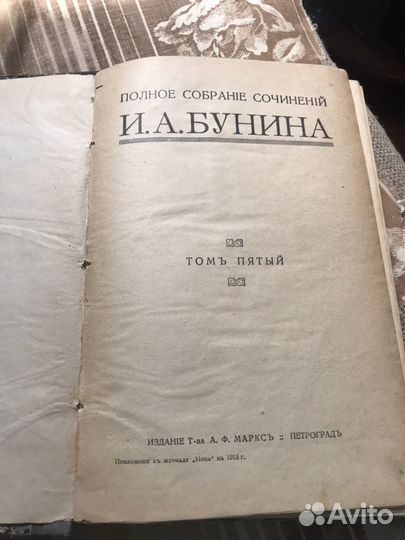 ПОЛНОЕ СОБРАНІЕ СОЧИНЕНІЙ
И.А.БУНИНА
ТОМЪ ПЯТЫЙ
ИЗДАНІЕ Т-ва А. Ф. МАРКСЪ :: ПЕТРОГРАДЪ
Приложеніе къ журналу „Нива" на 1915 г.
Avito